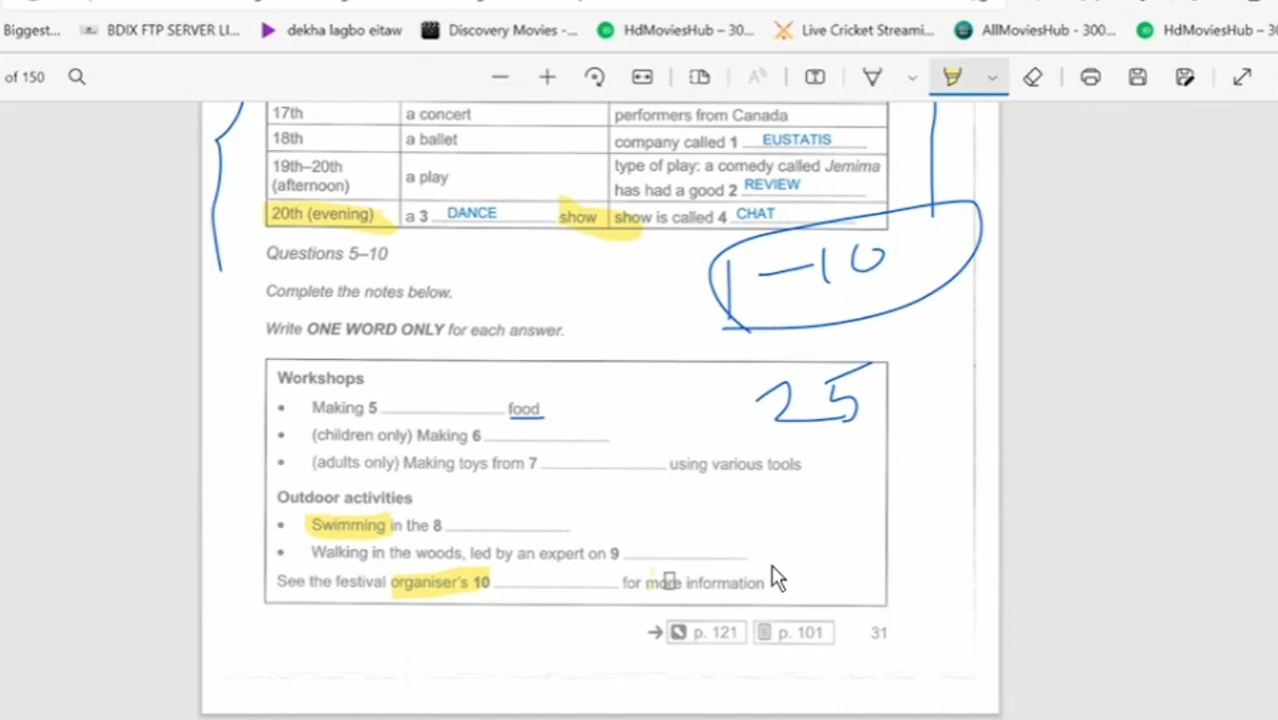 Biggest... BDIX FTP SERVER LI... dekha lagbo eitaw Discovery Movies -... HdMoviesHub – 30... Live Cricket Streami... AllMoviesHub - 300... HdMoviesHub – 30
of 150
17th a concert performers from Canada
18th a ballet company called 1 EUSTATIS
19th–20th (afternoon) a play type of play: a comedy called Jemima
has had a good 2 REVIEW
20th (evening) a 3 DANCE show show is called 4 CHAT
Questions 5–10
1–10
Complete the notes below.
Write ONE WORD ONLY for each answer.
Workshops
25
• Making 5 ____ food
• (children only) Making 6 ____
• (adults only) Making toys from 7 ____ using various tools
Outdoor activities
• Swimming in the 8 ____
• Walking in the woods, led by an expert on 9 ____
See the festival organiser's 10 ____ for more information
p. 121 p. 101 31